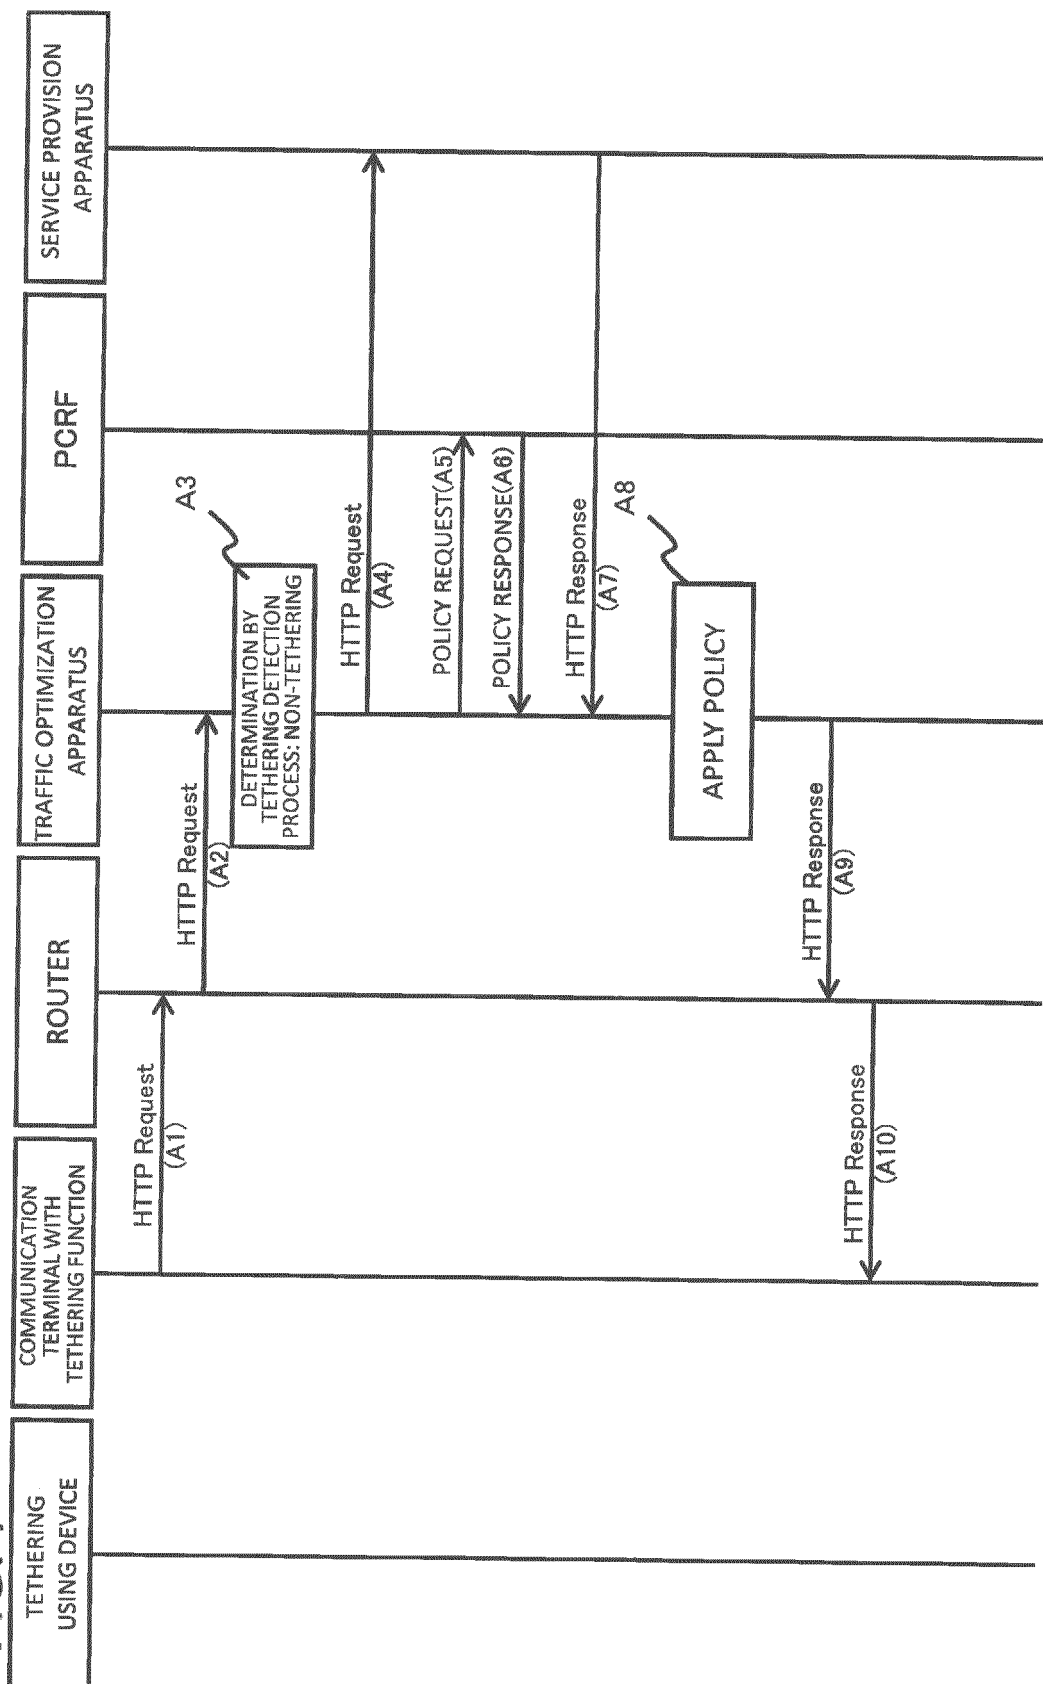 TETHERING
USING DEVICE
COMMUNICATION
TERMINAL WITH
TETHERING FUNCTION
ROUTER
TRAFFIC OPTIMIZATION
APPARATUS
PCRF
SERVICE PROVISION
APPARATUS
HTTP Request
(A1)
HTTP Request
(A2)
A3
DETERMINATION BY
TETHERING DETECTION
PROCESS: NON-TETHERING
HTTP Request
(A4)
POLICY REQUEST(A5)
POLICY RESPONSE(A6)
HTTP Response
(A7)
A8
APPLY POLICY
HTTP Response
(A9)
HTTP Response
(A10)